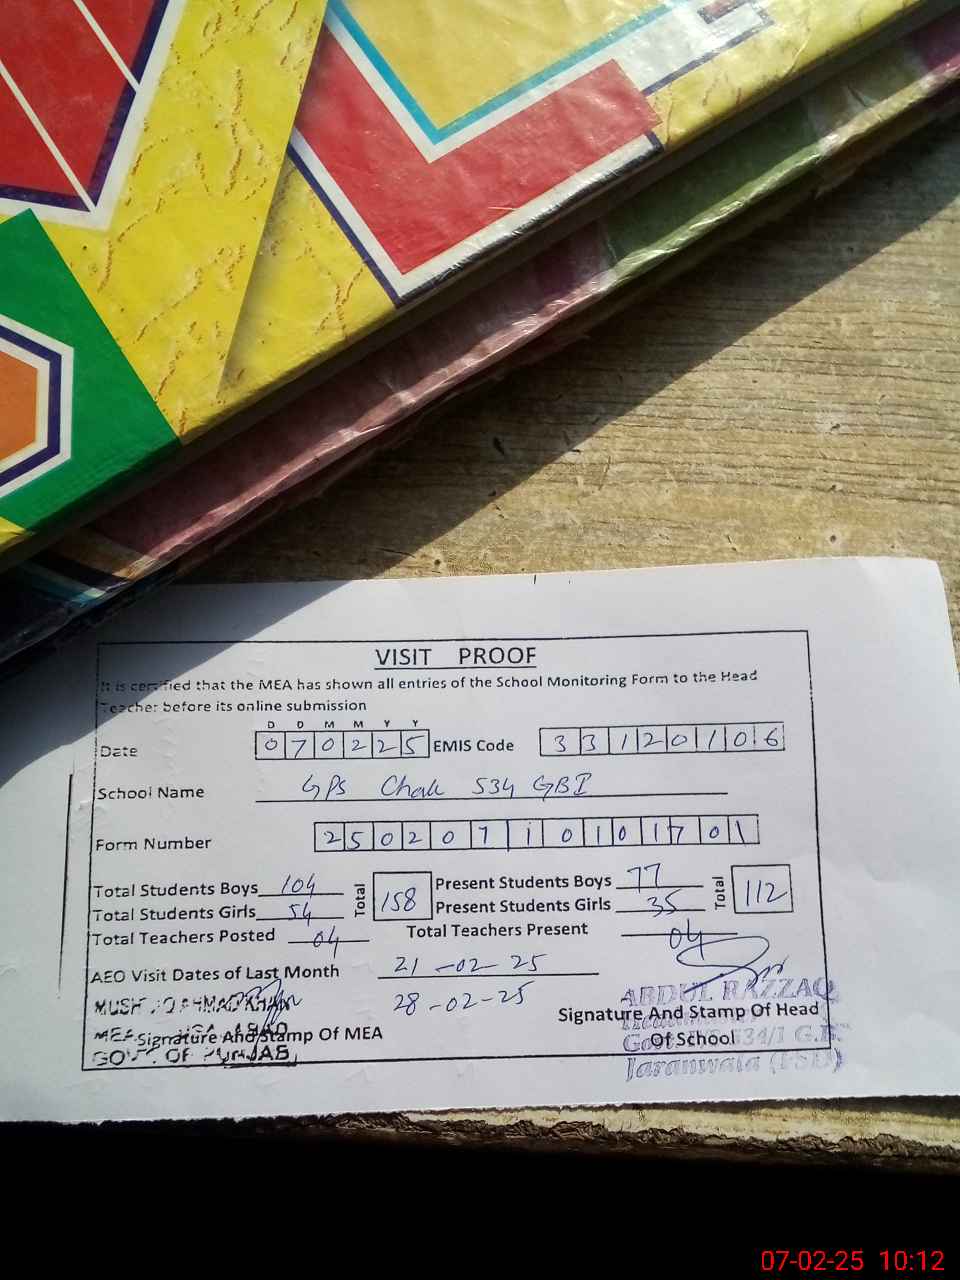 VISIT PROOF
It is certified that the MEA has shown all entries of the School Monitoring Form to the Head
Teacher before its online submission
D D M M Y Y
Date 0 7 0 2 2 5 EMIS Code 3 3 1 2 0 1 0 6
School Name GPS Chak 534 GBI
Form Number 2 5 0 2 0 7 1 0 1 0 1 7 0 1
Total Students Boys 104 Total 158 Present Students Boys 77 Total 112
Total Students Girls 54 Present Students Girls 35
Total Teachers Posted 04 Total Teachers Present 04
AEO Visit Dates of Last Month 21-02-25
28-02-25
ABDUL RAZZAQ
Signature And Stamp Of MEA
Signature And Stamp Of Head
Of School
534/1 G.B.
GOVT OF PUNJAB
Jaranwala (FSD)
07-02-25 10:12